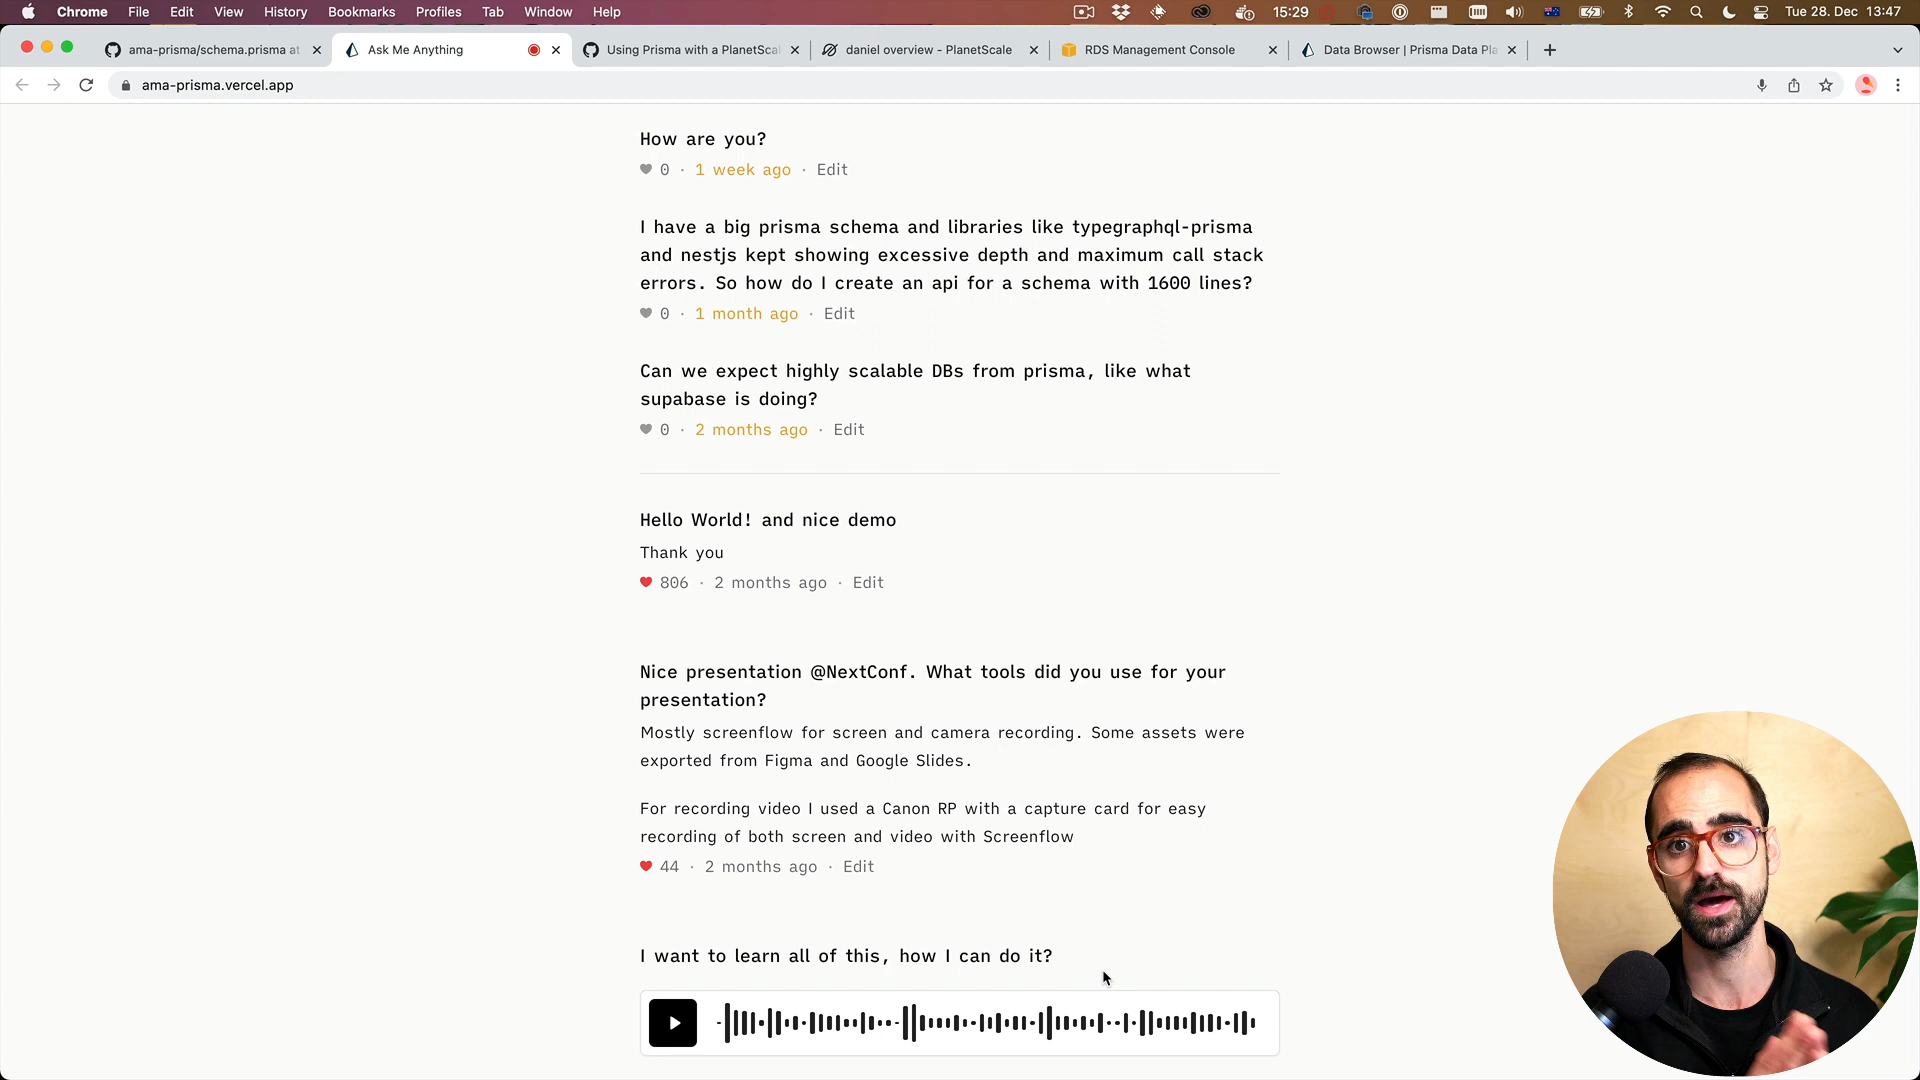 Chrome File Edit View History Bookmarks Profiles Tab Window Help 15:29 Tue 28. Dec 13:47
ama-prisma/schema.prisma at Ask Me Anything Using Prisma with a PlanetSca daniel overview - PlanetScale RDS Management Console Data Browser | Prisma Data Pla
ama-prisma.vercel.app
How are you?
0 · 1 week ago · Edit
I have a big prisma schema and libraries like typegraphql-prisma
and nestjs kept showing excessive depth and maximum call stack
errors. So how do I create an api for a schema with 1600 lines?
0 · 1 month ago · Edit
Can we expect highly scalable DBs from prisma, like what
supabase is doing?
0 · 2 months ago · Edit
Hello World! and nice demo
Thank you
806 · 2 months ago · Edit
Nice presentation @NextConf. What tools did you use for your
presentation?
Mostly screenflow for screen and camera recording. Some assets were
exported from Figma and Google Slides.
For recording video I used a Canon RP with a capture card for easy
recording of both screen and video with Screenflow
44 · 2 months ago · Edit
I want to learn all of this, how I can do it?